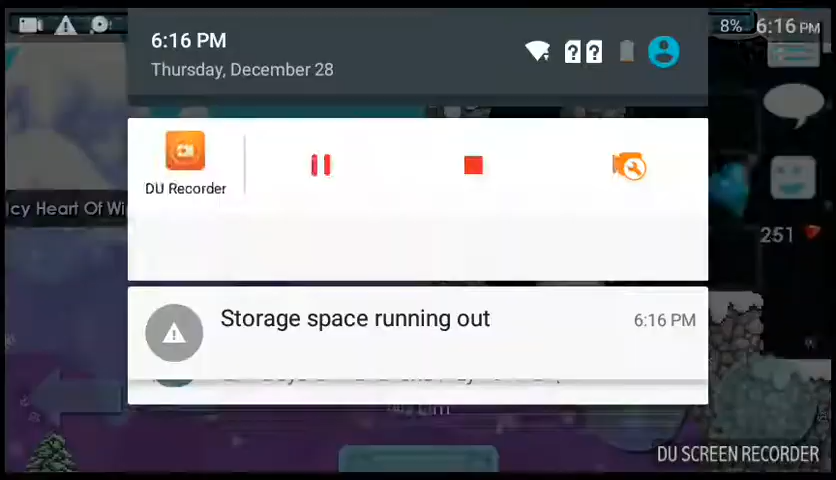 8% 6:16 PM
6:16 PM
Thursday, December 28
DU Recorder
Icy Heart Of Wi
251
Storage space running out 6:16 PM
DU SCREEN RECORDER